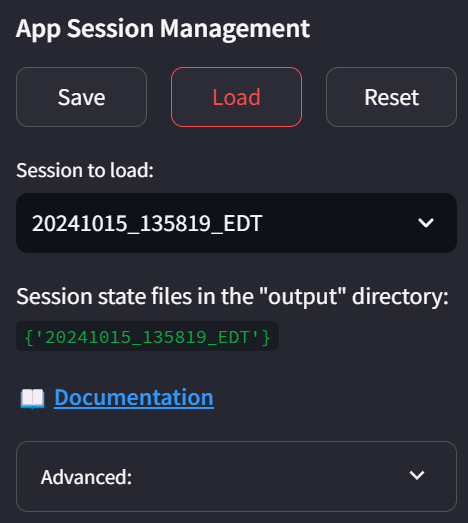 App Session Management
Save Load Reset
Session to load:
20241015_135819_EDT
Session state files in the "output" directory:
{'20241015_135819_EDT'}
Documentation
Advanced: